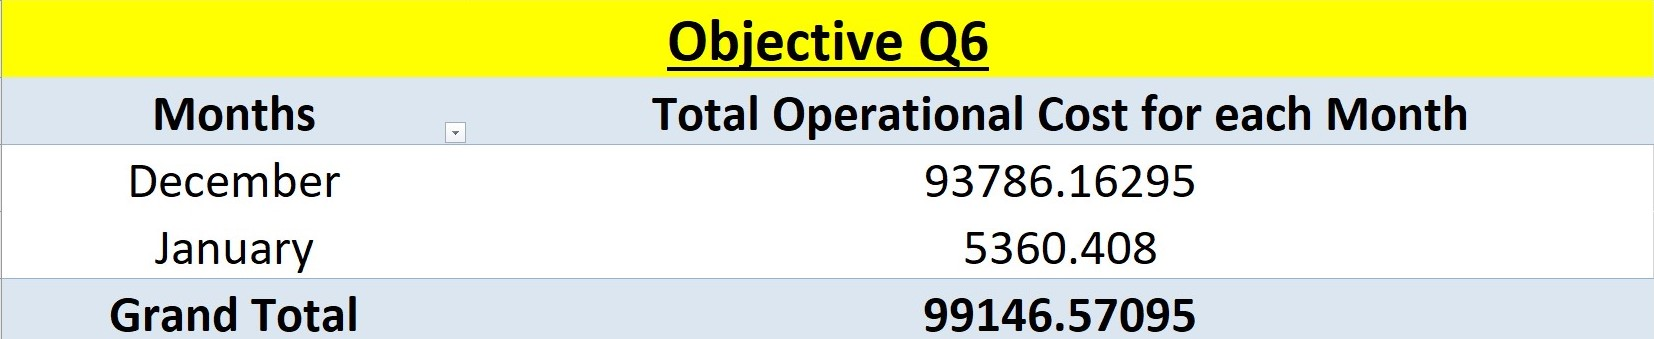 Objective Q6
Months Total Operational Cost for each Month
December 93786.16295
January 5360.408
Grand Total 99146.57095